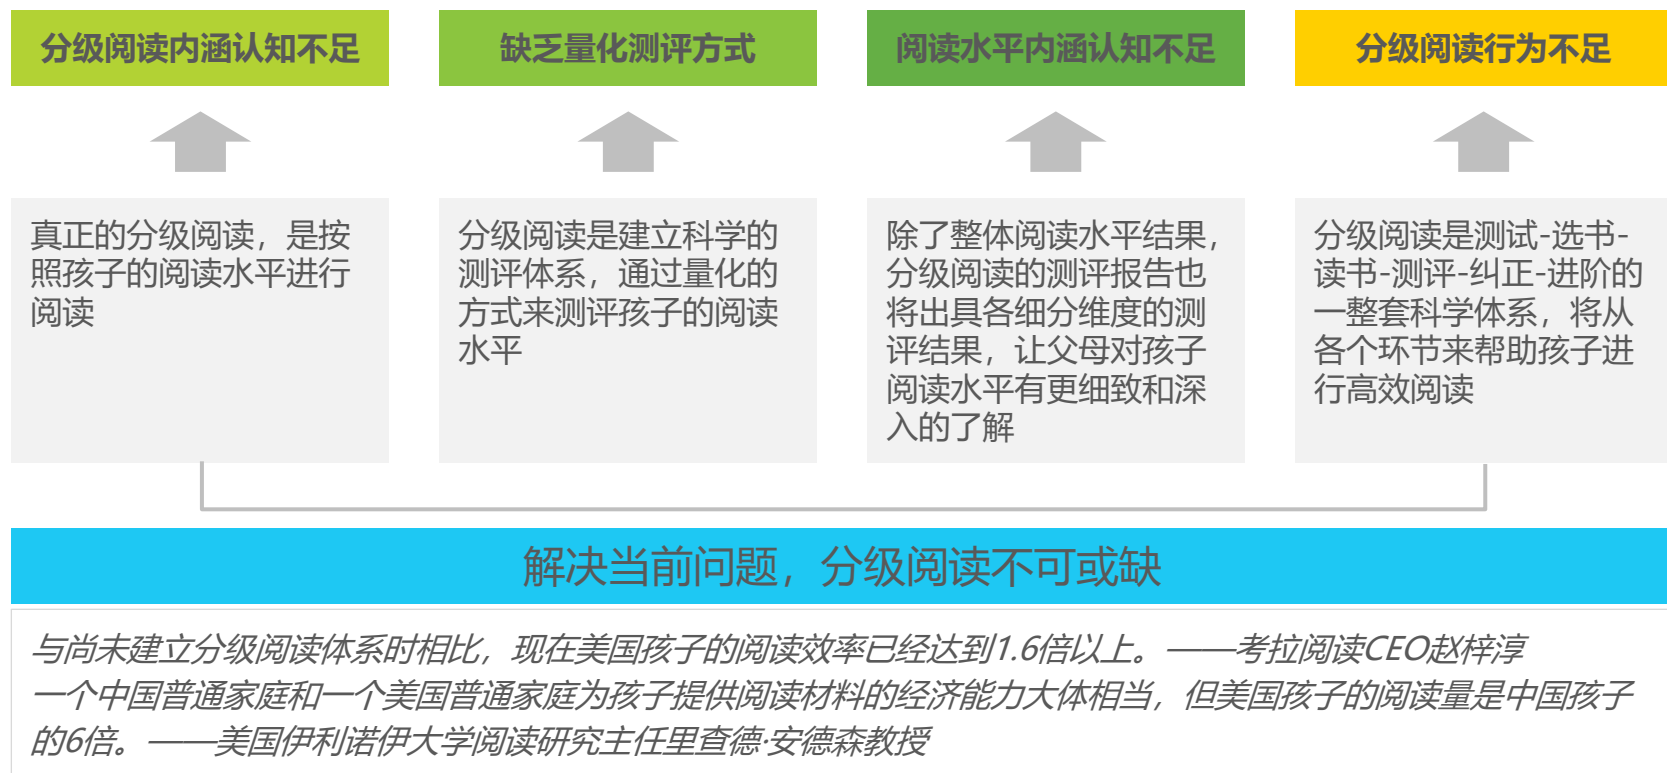 分级阅读内涵认知不足
缺乏量化测评方式
阅读水平内涵认知不足
分级阅读行为不足
真正的分级阅读，是按
照孩子的阅读水平进行
阅读
分级阅读是建立科学的
测评体系，通过量化的
方式来测评孩子的阅读
水平
除了整体阅读水平结果，
分级阅读的测评报告也
将出具各细分维度的测
评结果，让父母对孩子
阅读水平有更细致和深
入的了解
分级阅读是测试-选书-
读书-测评-纠正-进阶的
一整套科学体系，将从
各个环节来帮助孩子进
行高效阅读
解决当前问题，分级阅读不可或缺
与尚未建立分级阅读体系时相比，现在美国孩子的阅读效率已经达到1.6倍以上。——考拉阅读CEO赵梓淳
一个中国普通家庭和一个美国普通家庭为孩子提供阅读材料的经济能力大体相当，但美国孩子的阅读量是中国孩子
的6倍。——美国伊利诺伊大学阅读研究主任里查德·安德森教授